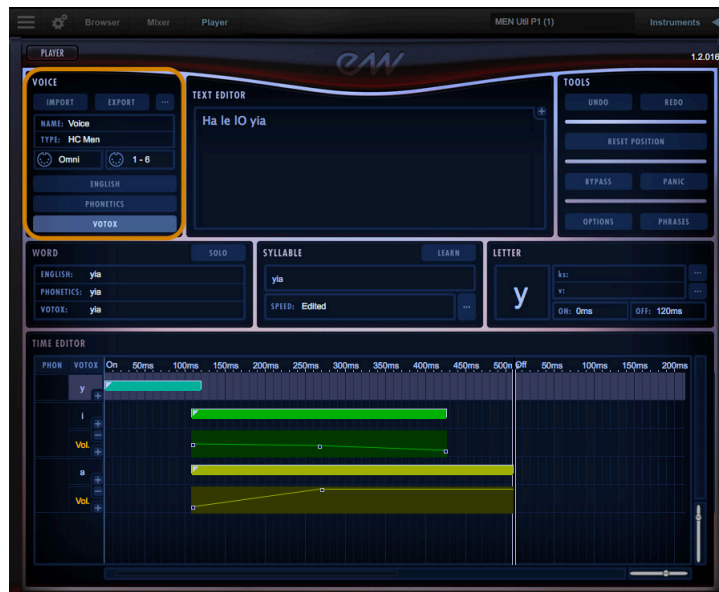 Browser Mixer Player MEN Util P1 (1) Instruments
PLAYER
EW
1.2.016
VOICE
IMPORT EXPORT ...
NAME: Voice
TYPE: HC Men
Omni 1 - 6
ENGLISH
PHONETICS
VOTOX
TEXT EDITOR
+
Ha le IO yia
TOOLS
UNDO REDO
RESET POSITION
BYPASS PANIC
OPTIONS PHRASES
WORD SOLO
ENGLISH: yia
PHONETICS: yia
VOTOX: yia
SYLLABLE LEARN
yia
SPEED: Edited ...
LETTER
y
ks: ...
v: ...
ON: 0ms OFF: 120ms
TIME EDITOR
PHON VOTOX On 50ms 100ms 150ms 200ms 250ms 300ms 350ms 400ms 450ms 500m Off 50ms 100ms 150ms 200ms
y +
i +
Vol. - +
a +
Vol. - +